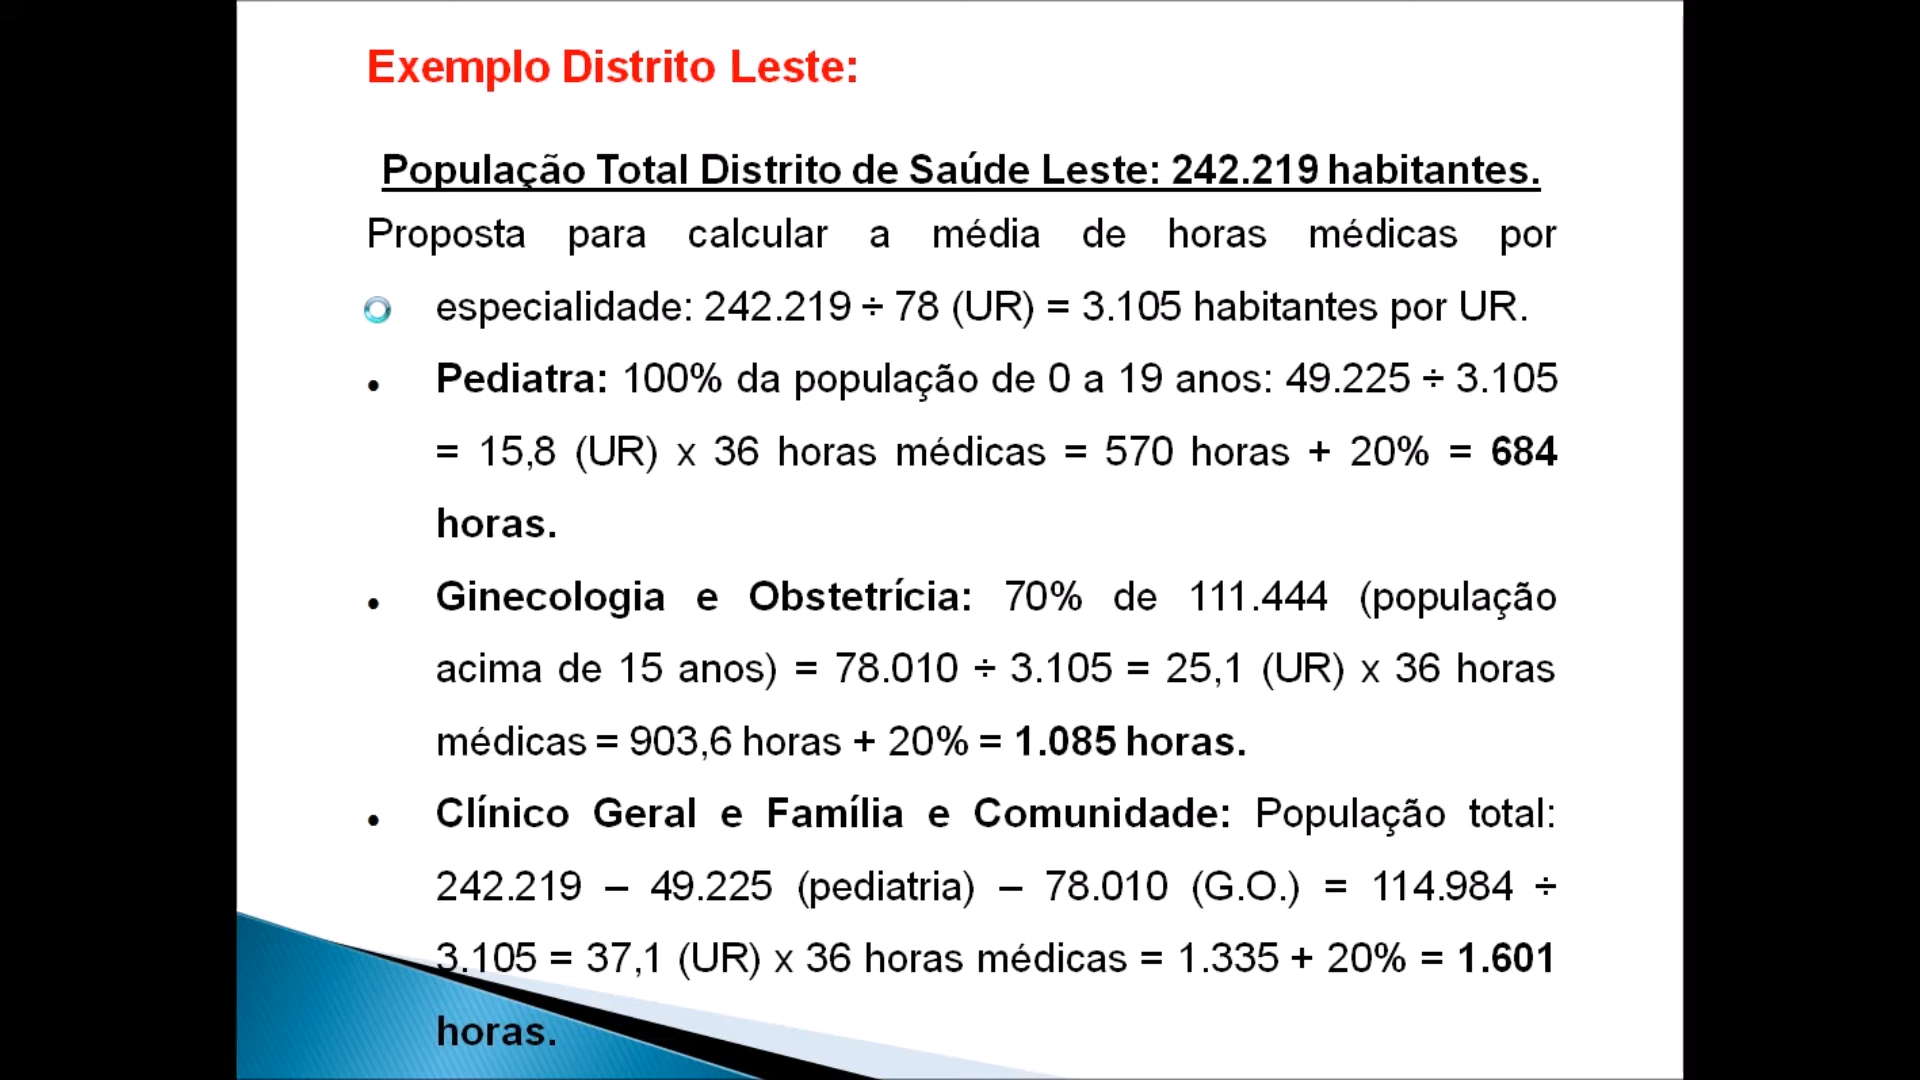 Exemplo Distrito Leste:
População Total Distrito de Saúde Leste: 242.219 habitantes.
Proposta para calcular a média de horas médicas por
especialidade: 242.219 ÷ 78 (UR) = 3.105 habitantes por UR.
• Pediatra: 100% da população de 0 a 19 anos: 49.225 ÷ 3.105
= 15,8 (UR) x 36 horas médicas = 570 horas + 20% = 684
horas.
• Ginecologia e Obstetrícia: 70% de 111.444 (população
acima de 15 anos) = 78.010 ÷ 3.105 = 25,1 (UR) x 36 horas
médicas = 903,6 horas + 20% = 1.085 horas.
• Clínico Geral e Família e Comunidade: População total:
242.219 – 49.225 (pediatria) – 78.010 (G.O.) = 114.984 ÷
3.105 = 37,1 (UR) x 36 horas médicas = 1.335 + 20% = 1.601
horas.